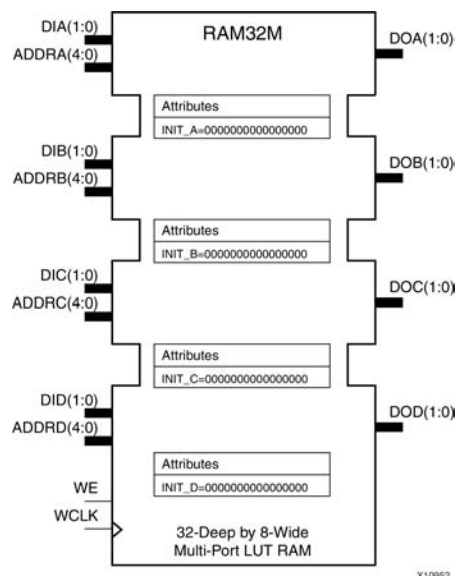 RAM32M
DIA(1:0)
ADDRA(4:0)
DOA(1:0)
Attributes
INIT_A=0000000000000000
DIB(1:0)
ADDRB(4:0)
DOB(1:0)
Attributes
INIT_B=0000000000000000
DIC(1:0)
ADDRC(4:0)
DOC(1:0)
Attributes
INIT_C=0000000000000000
DID(1:0)
ADDRD(4:0)
DOD(1:0)
Attributes
INIT_D=0000000000000000
WE
WCLK
32-Deep by 8-Wide
Multi-Port LUT RAM